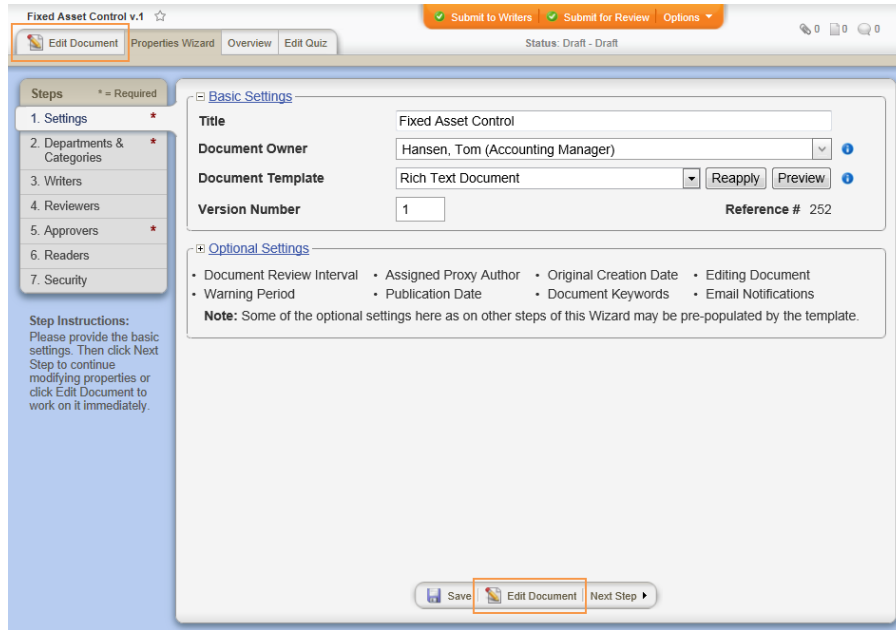 Fixed Asset Control v.1
Submit to Writers Submit for Review Options
0 0 0
Edit Document Properties Wizard Overview Edit Quiz
Status: Draft - Draft
Steps * = Required
1. Settings *
2. Departments & *
Categories
3. Writers
4. Reviewers
5. Approvers *
6. Readers
7. Security
Step Instructions:
Please provide the basic
settings. Then click Next
Step to continue
modifying properties or
click Edit Document to
work on it immediately.
Basic Settings
Title Fixed Asset Control
Document Owner Hansen, Tom (Accounting Manager)
Document Template Rich Text Document Reapply Preview
Version Number 1 Reference # 252
Optional Settings
• Document Review Interval • Assigned Proxy Author • Original Creation Date • Editing Document
• Warning Period • Publication Date • Document Keywords • Email Notifications
Note: Some of the optional settings here as on other steps of this Wizard may be pre-populated by the template.
Save Edit Document Next Step